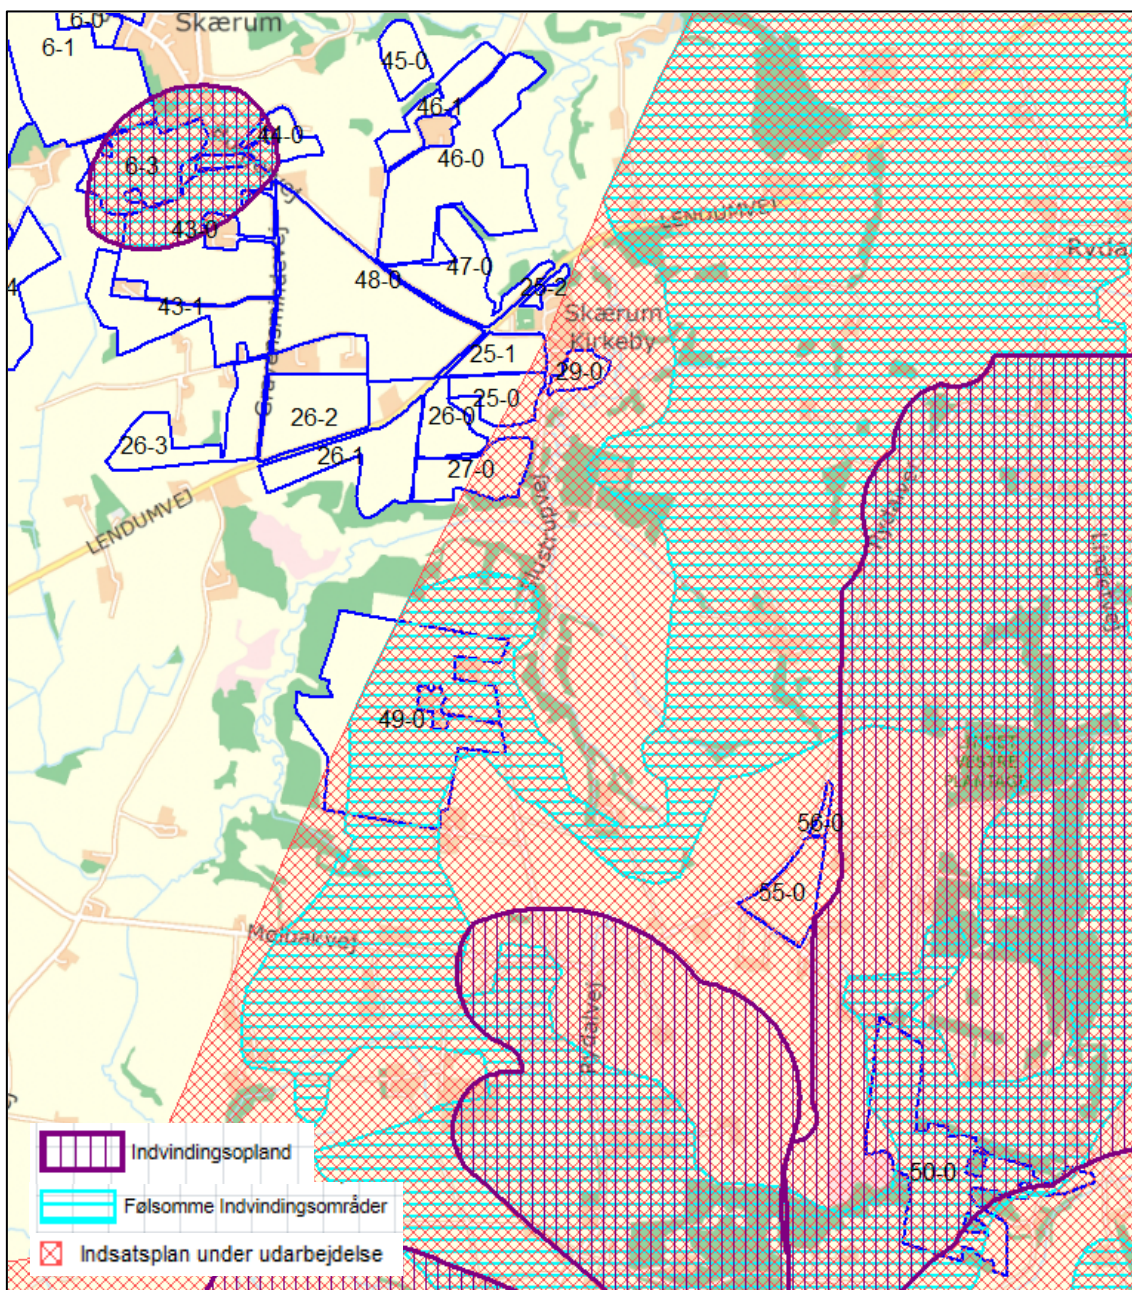 Skærum
6-0
6-1
45-0
46-1
44-0
46-0
6-3
LENDUMVEJ
43-0
47-0
48-0
25-2
43-1
Skærum
Kirkeby
25-1
29-0
25-0
26-2
26-0
26-3
26-1
27-0
LENDUMVEJ
Lindetvej
49-0
VESTRE
56-0
55-0
Rydalvej
50-0
Indvindingsopland
Følsomme Indvindingsområder
Indsatsplan under udarbejdelse